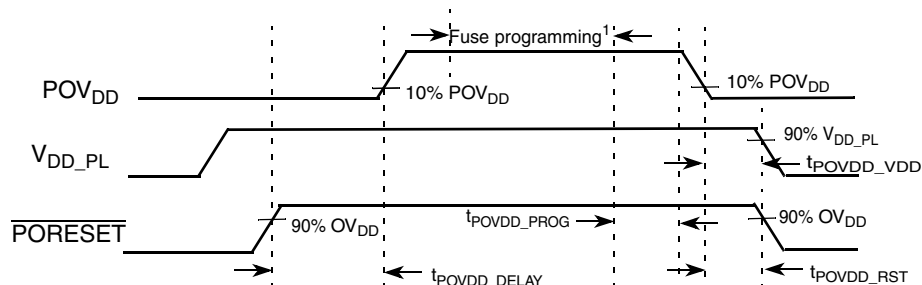 Fuse programming1
POVDD
10% POVDD
10% POVDD
VDD_PL
90% VDD_PL
tPOVDD_VDD
PORESET
90% OVDD
tPOVDD_PROG
90% OVDD
tPOVDD_DELAY
tPOVDD_RST